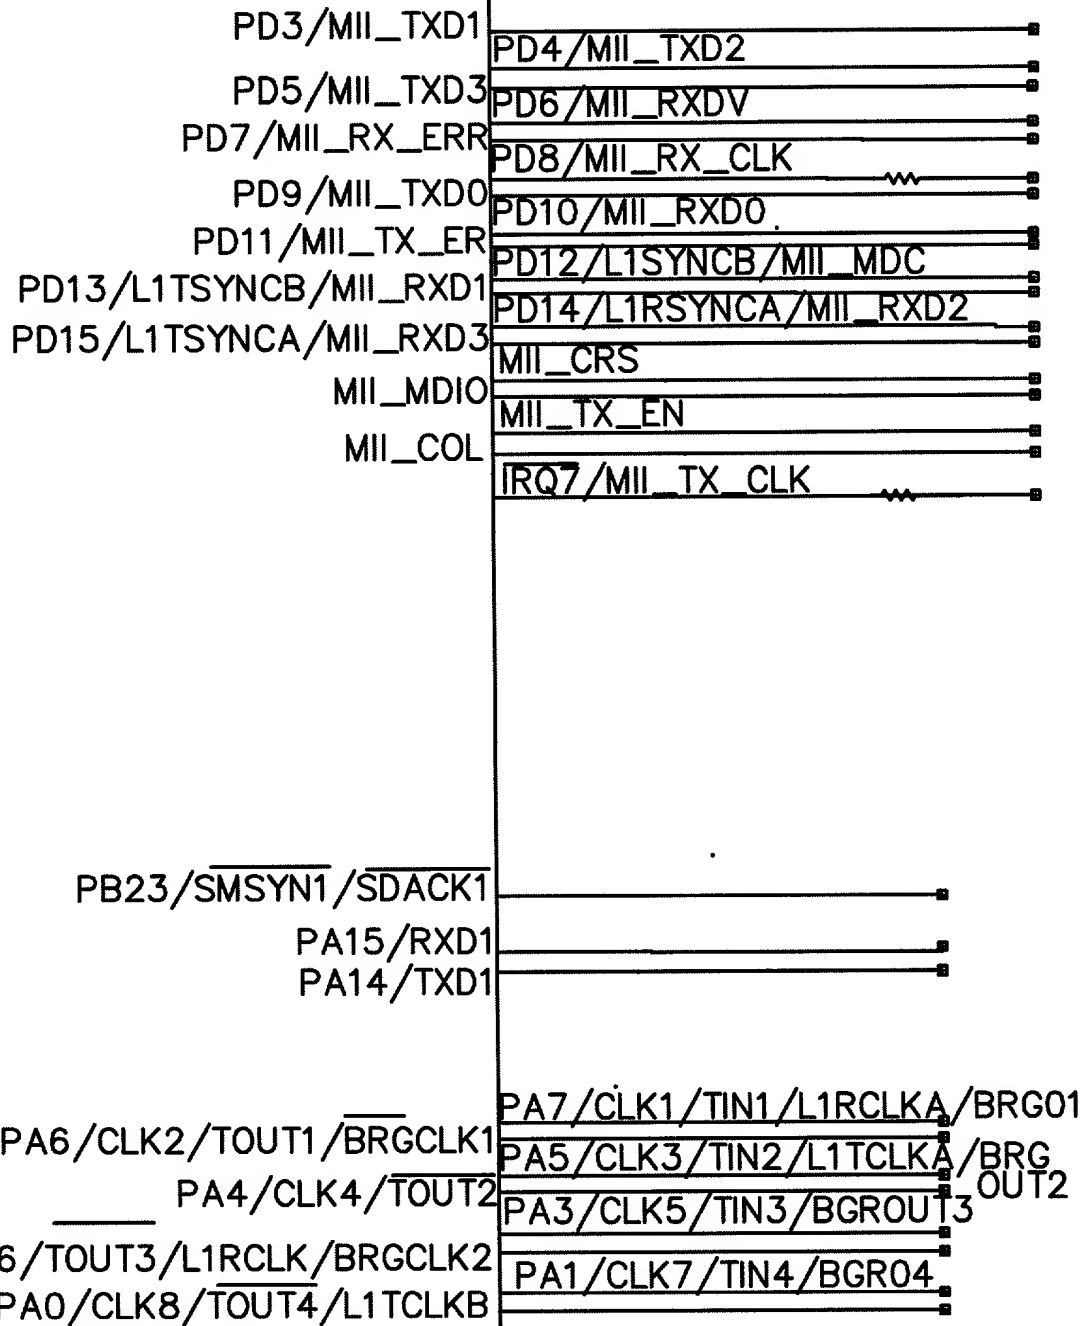 PD3/MII_TXD1
PD4/MII_TXD2
PD5/MII_TXD3
PD6/MII_RXDV
PD7/MII_RX_ERR
PD8/MII_RX_CLK
PD9/MII_TXD0
PD10/MII_RXD0
PD11/MII_TX_ER
PD12/L1SYNCB/MII_MDC
PD13/L1TSYNCB/MII_RXD1
PD14/L1RSYNCA/MII_RXD2
PD15/L1TSYNCA/MII_RXD3
MII_CRS
MII_MDIO
MII_TX_EN
MII_COL
IRQ7/MII_TX_CLK
PB23/SMSYN1/SDACK1
PA15/RXD1
PA14/TXD1
PA7/CLK1/TIN1/L1RCLKA/BRG01
PA6/CLK2/TOUT1/BRGCLK1
PA5/CLK3/TIN2/L1TCLKA/BRG
OUT2
PA4/CLK4/TOUT2
PA3/CLK5/TIN3/BGROUT3
6/TOUT3/L1RCLK/BRGCLK2
PA1/CLK7/TIN4/BGR04
PA0/CLK8/TOUT4/L1TCLKB